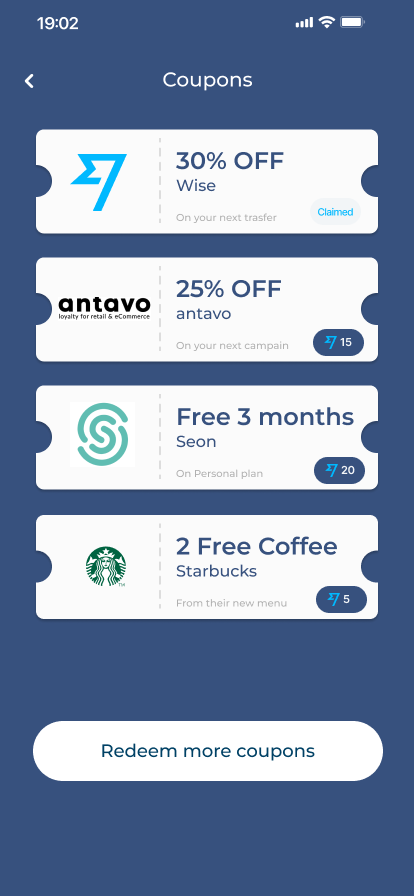 19:02
Coupons
30% OFF
Wise
On your next trasfer
Claimed
antavo
loyalty for retail & eCommerce
25% OFF
antavo
On your next campain
15
Free 3 months
Seon
On Personal plan
20
2 Free Coffee
Starbucks
From their new menu
5
TM
Redeem more coupons